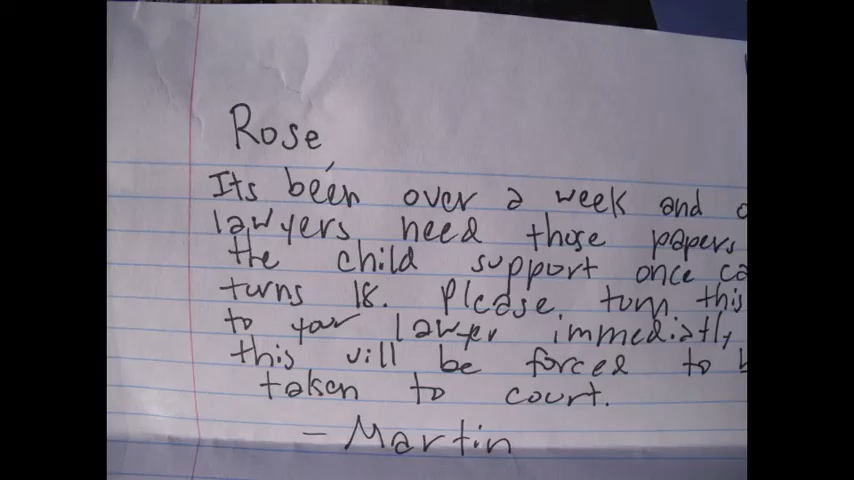 Rose,
Its been over a week and
lawyers need those papers
the child support once
turns 18. Please turn this
to your lawyer immediatly
this will be forced to
taken to court.
- Martin